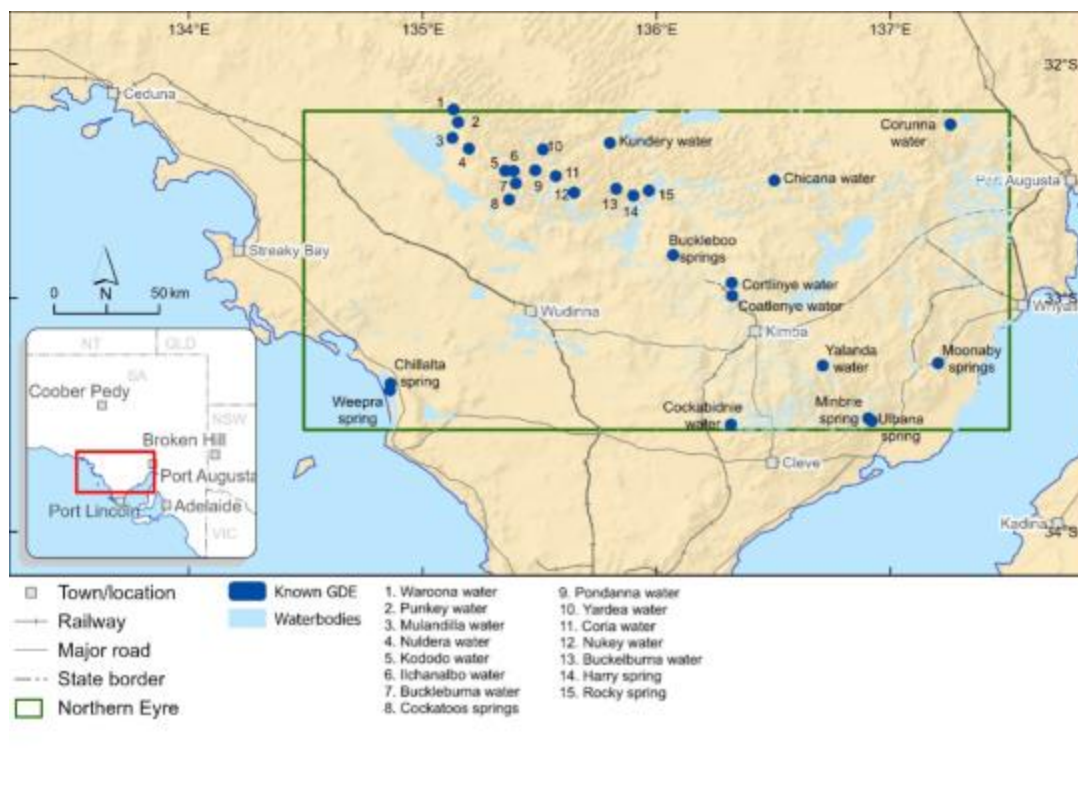 134°E
135°E
136°E
137°E
32°S
Ceduna
1
2
3
4
5
6
7
8
9
10
11
12
13
14
15
Kundery water
Corunna
water
Chicana water
Port Augusta
Streaky Bay
Buckleboo
springs
Cortlinye water
Coatlenye water
33°S
Whya
0
N
50 km
Wudinna
Kimba
Chillalta
spring
Weepra
spring
Yalanda
water
Moonaby
springs
Cockabidnie
water
Minbrie
spring
Ulbana
spring
Cleve
Kadina
34°S
NT
QLD
SA
Coober Pedy
NSW
Broken Hill
Port Augusta
Port Lincoln
Adelaide
VIC
Town/location
Railway
Major road
State border
Northern Eyre
Known GDE
Waterbodies
1. Waroona water
2. Punkey water
3. Mulandilla water
4. Nuldera water
5. Kododo water
6. Ilchanalbo water
7. Buckleburna water
8. Cockatoos springs
9. Pondanna water
10. Yardea water
11. Coria water
12. Nukey water
13. Buckelburna water
14. Harry spring
15. Rocky spring